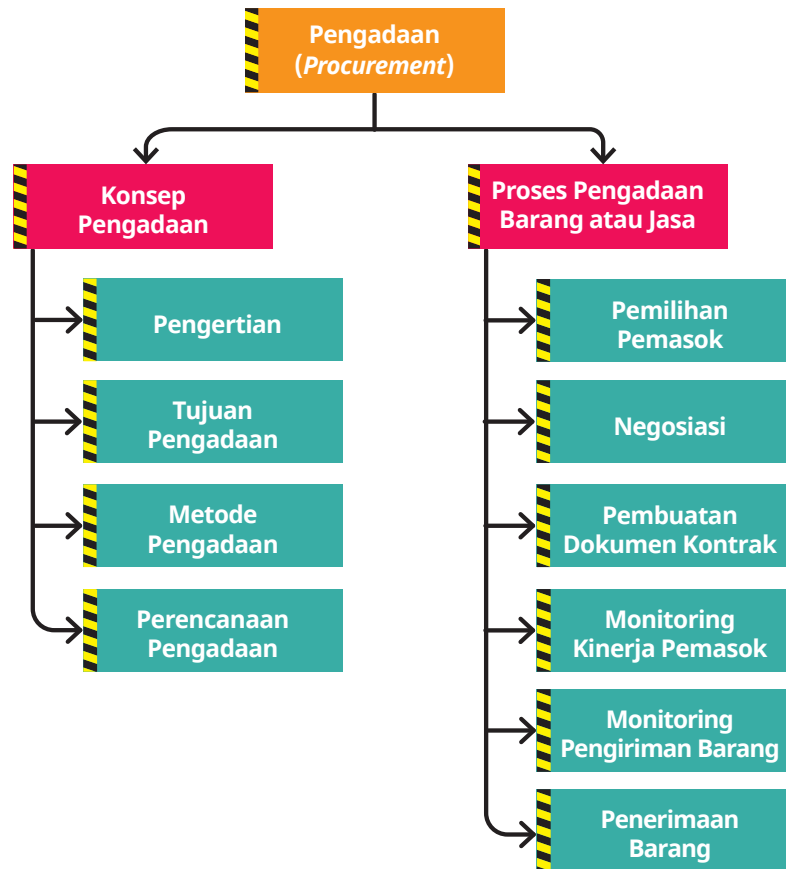 Pengadaan
(Procurement)
Konsep
Pengadaan
Pengertian
Tujuan
Pengadaan
Metode
Pengadaan
Perencanaan
Pengadaan
Proses Pengadaan
Barang atau Jasa
Pemilihan
Pemasok
Negosiasi
Pembuatan
Dokumen Kontrak
Monitoring
Kinerja Pemasok
Monitoring
Pengiriman Barang
Penerimaan
Barang